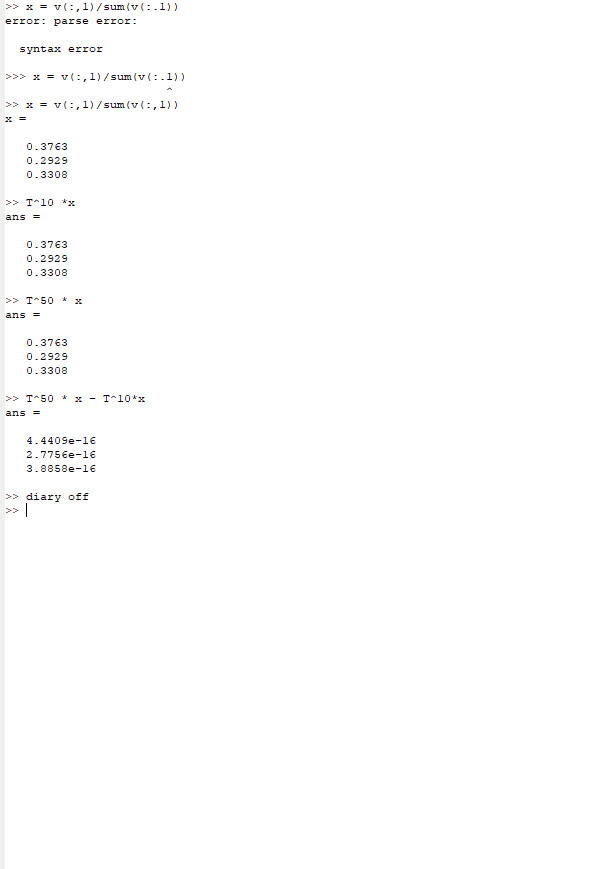 >> x = v(:,1)/sum(v(:.1))
error: parse error:
syntax error
>>> x = v(:,1)/sum(v(:.1))
^
>> x = v(:,1)/sum(v(:,1))
x =
0.3763
0.2929
0.3308
>> T^10 *x
ans =
0.3763
0.2929
0.3308
>> T^50 * x
ans =
0.3763
0.2929
0.3308
>> T^50 * x - T^10*x
ans =
4.4409e-16
2.7756e-16
3.8858e-16
>> diary off
>>